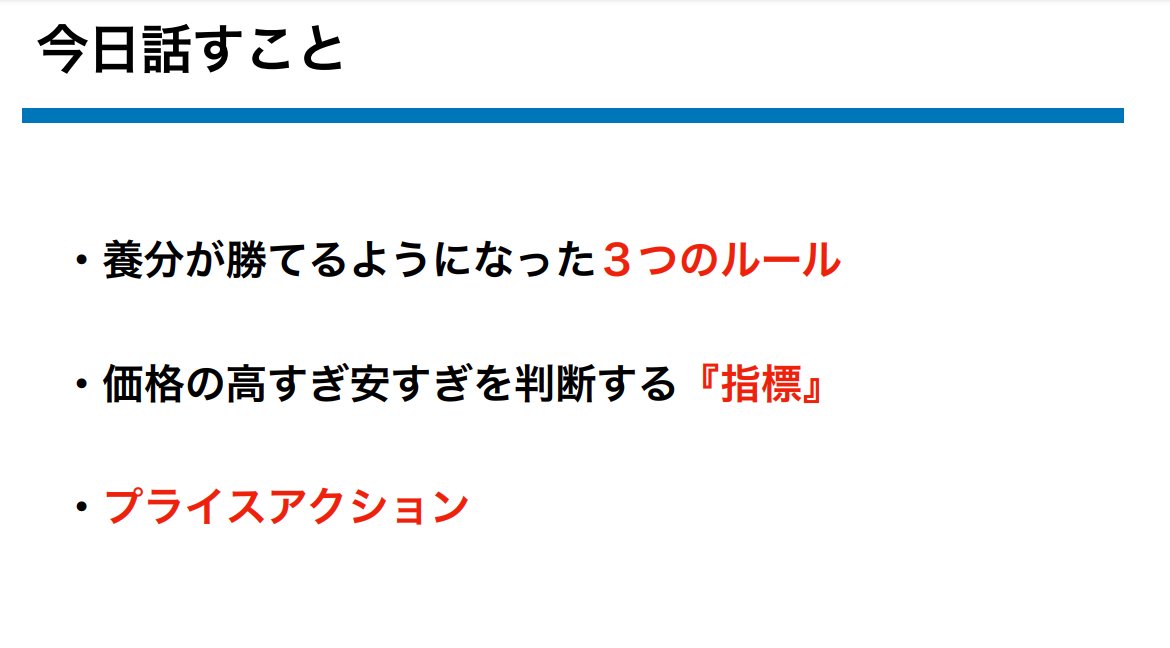 今日話すこと
・養分が勝てるようになった３つのルール
・価格の高すぎ安すぎを判断する『指標』
・プライスアクション